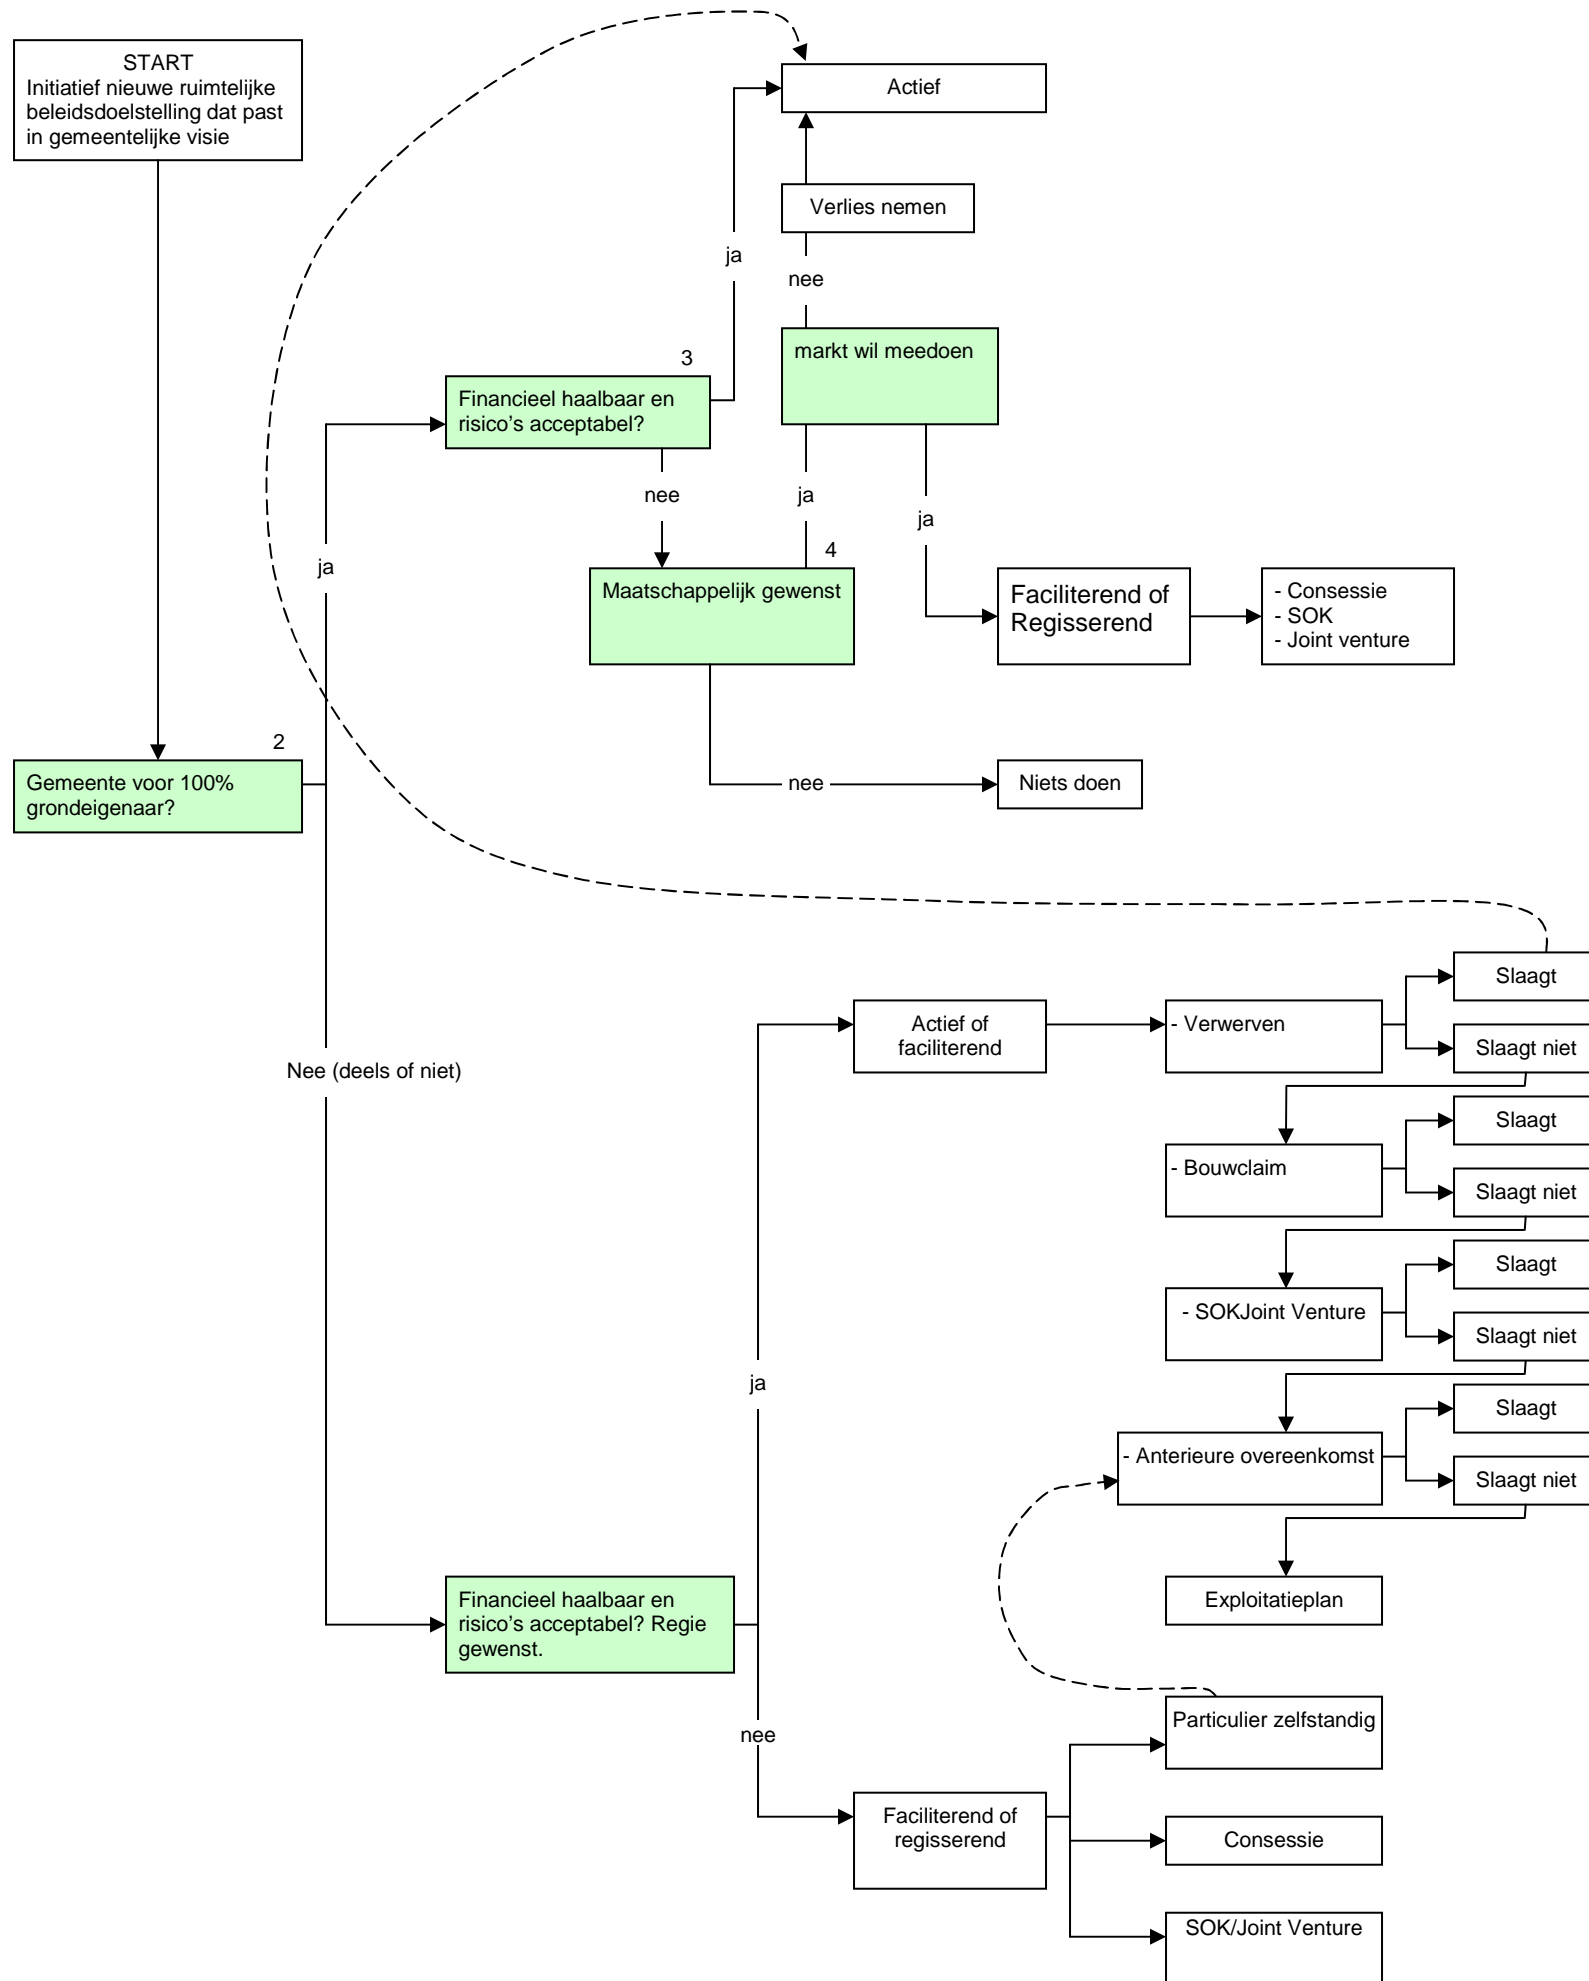 START
Initiatief nieuwe ruimtelijke
beleidsdoelstelling dat past
in gemeentelijke visie
Actief
Verlies nemen
ja
nee
markt wil meedoen
3
Financieel haalbaar en
risico's acceptabel?
nee
ja
ja
4
ja
Maatschappelijk gewenst
Faciliterend of
Regisserend
- Consessie
- SOK
- Joint venture
2
Gemeente voor 100%
grondeigenaar?
nee
Niets doen
Slaagt
Actief of
faciliterend
- Verwerven
Slaagt niet
Nee (deels of niet)
Slaagt
- Bouwclaim
Slaagt niet
Slaagt
- SOKJoint Venture
Slaagt niet
ja
Slaagt
- Anterieure overeenkomst
Slaagt niet
Financieel haalbaar en
risico's acceptabel? Regie
gewenst.
Exploitatieplan
nee
Particulier zelfstandig
Faciliterend of
regisserend
Consessie
SOK/Joint Venture